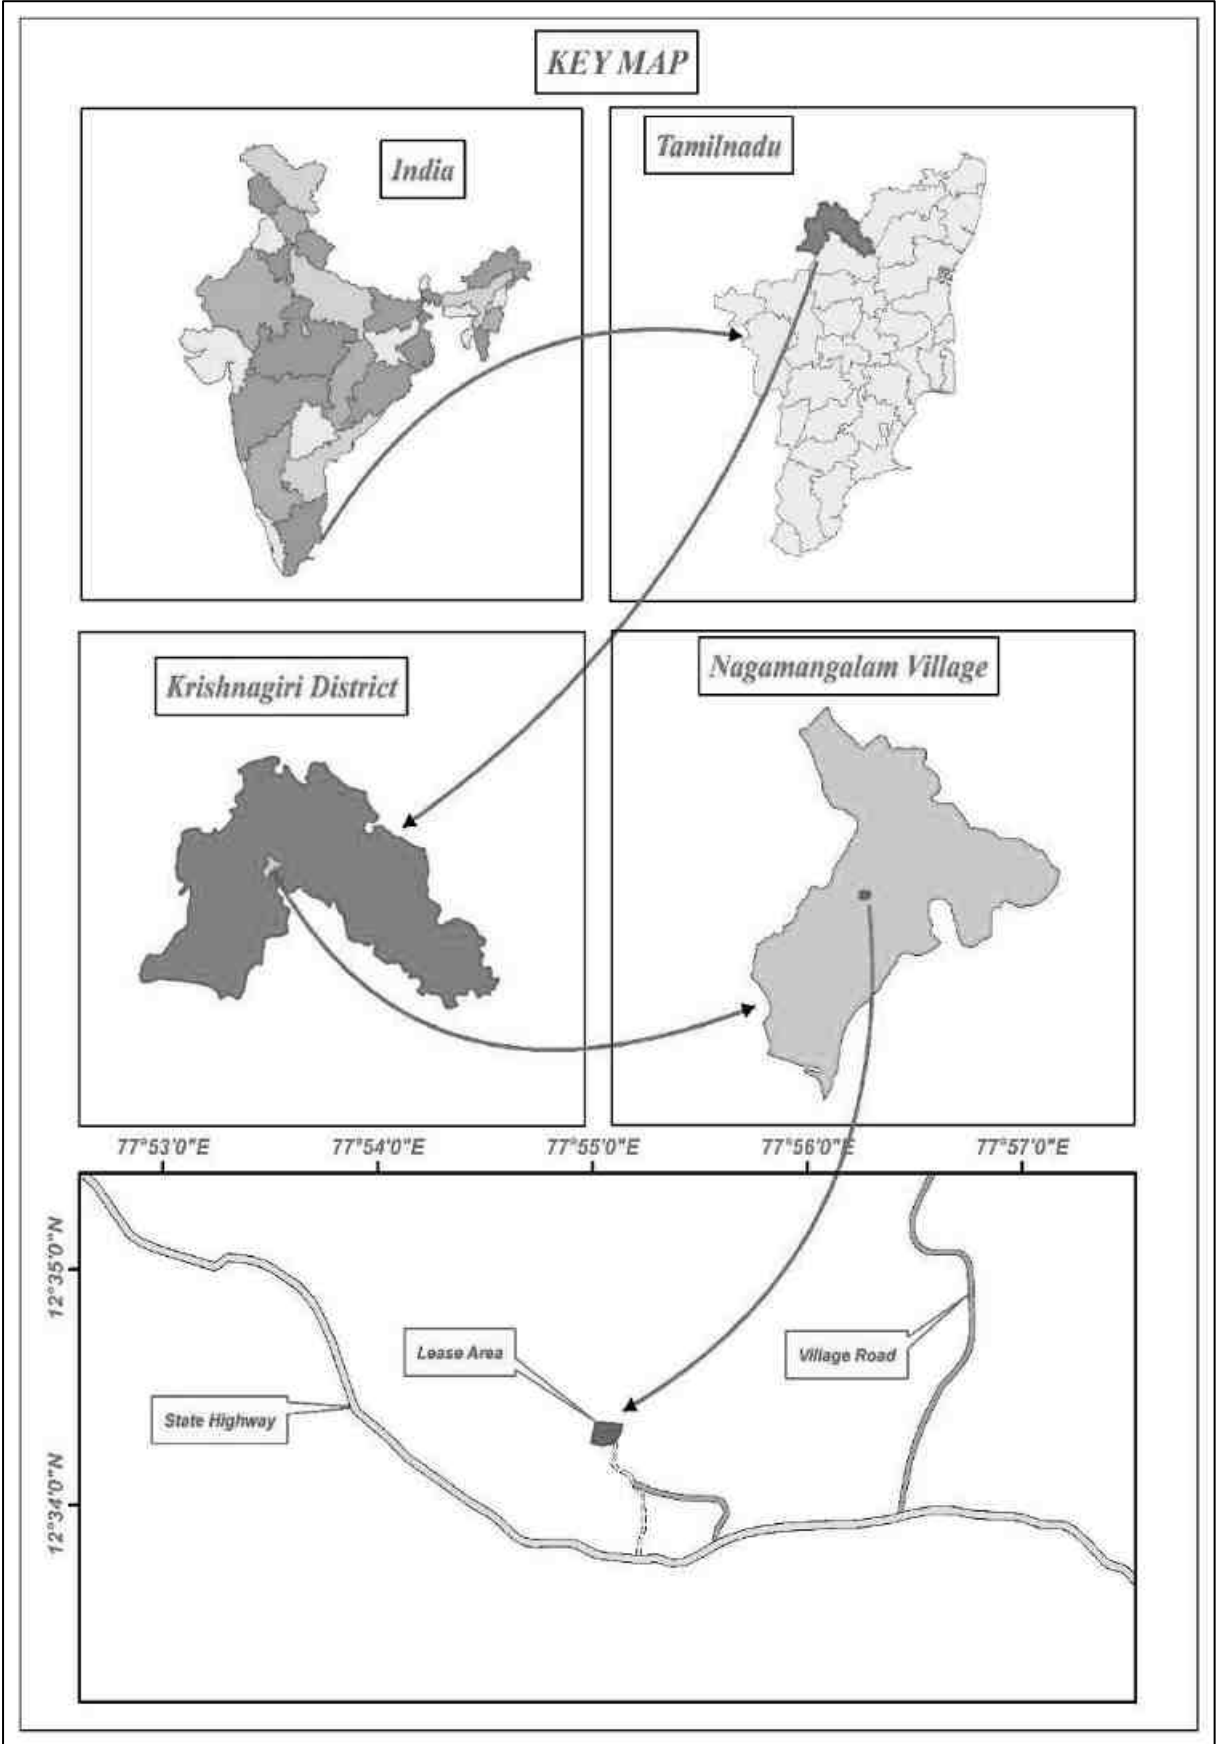 KEY MAP
India
Tamilnadu
Krishnagiri District
Nagamangalam Village
77°53'0"E
77°54'0"E
77°55'0"E
77°56'0"E
77°57'0"E
12°35'0"N
Lease Area
Village Road
State Highway
12°34'0"N